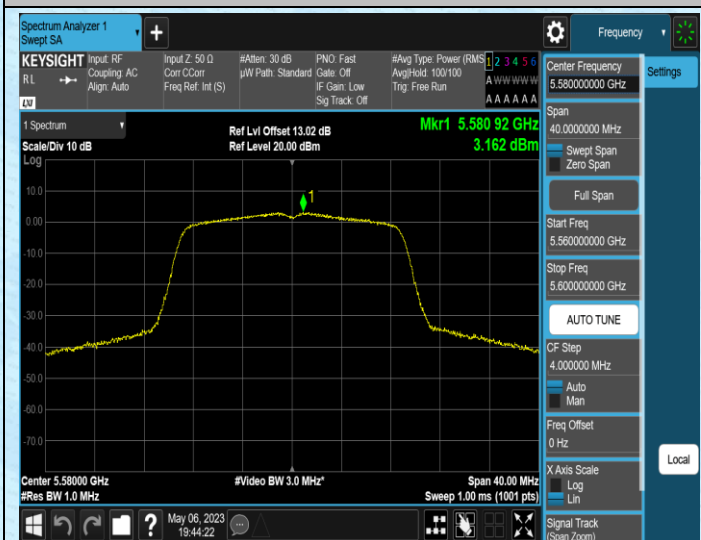 Spectrum Analyzer 1
Swept SA
+
Frequency
KEYSIGHT
RL
LXI
Input: RF
Coupling: AC
Align: Auto
Input Z: 50 Ω
Corr CCorr
Freq Ref: Int (S)
#Atten: 30 dB
µW Path: Standard
PNO: Fast
Gate: Off
IF Gain: Low
Sig Track: Off
#Avg Type: Power (RMS
Avg|Hold: 100/100
Trig: Free Run
1 2 3 4 5 6
A W W W W W
A A A A A A
1 Spectrum
Scale/Div 10 dB
Log
Ref Lvl Offset 13.02 dB
Ref Level 20.00 dBm
Mkr1 5.580 92 GHz
3.162 dBm
1
10.0
0.00
-10.0
-20.0
-30.0
-40.0
-50.0
-60.0
-70.0
Center 5.58000 GHz
#Res BW 1.0 MHz
#Video BW 3.0 MHz*
Span 40.00 MHz
Sweep 1.00 ms (1001 pts)
May 06, 2023
19:44:22
?
Center Frequency
5.580000000 GHz
Span
40.0000000 MHz
Swept Span
Zero Span
Full Span
Start Freq
5.560000000 GHz
Stop Freq
5.600000000 GHz
AUTO TUNE
CF Step
4.000000 MHz
Auto
Man
Freq Offset
0 Hz
X Axis Scale
Log
Lin
Signal Track
(Span Zoom)
Settings
Local